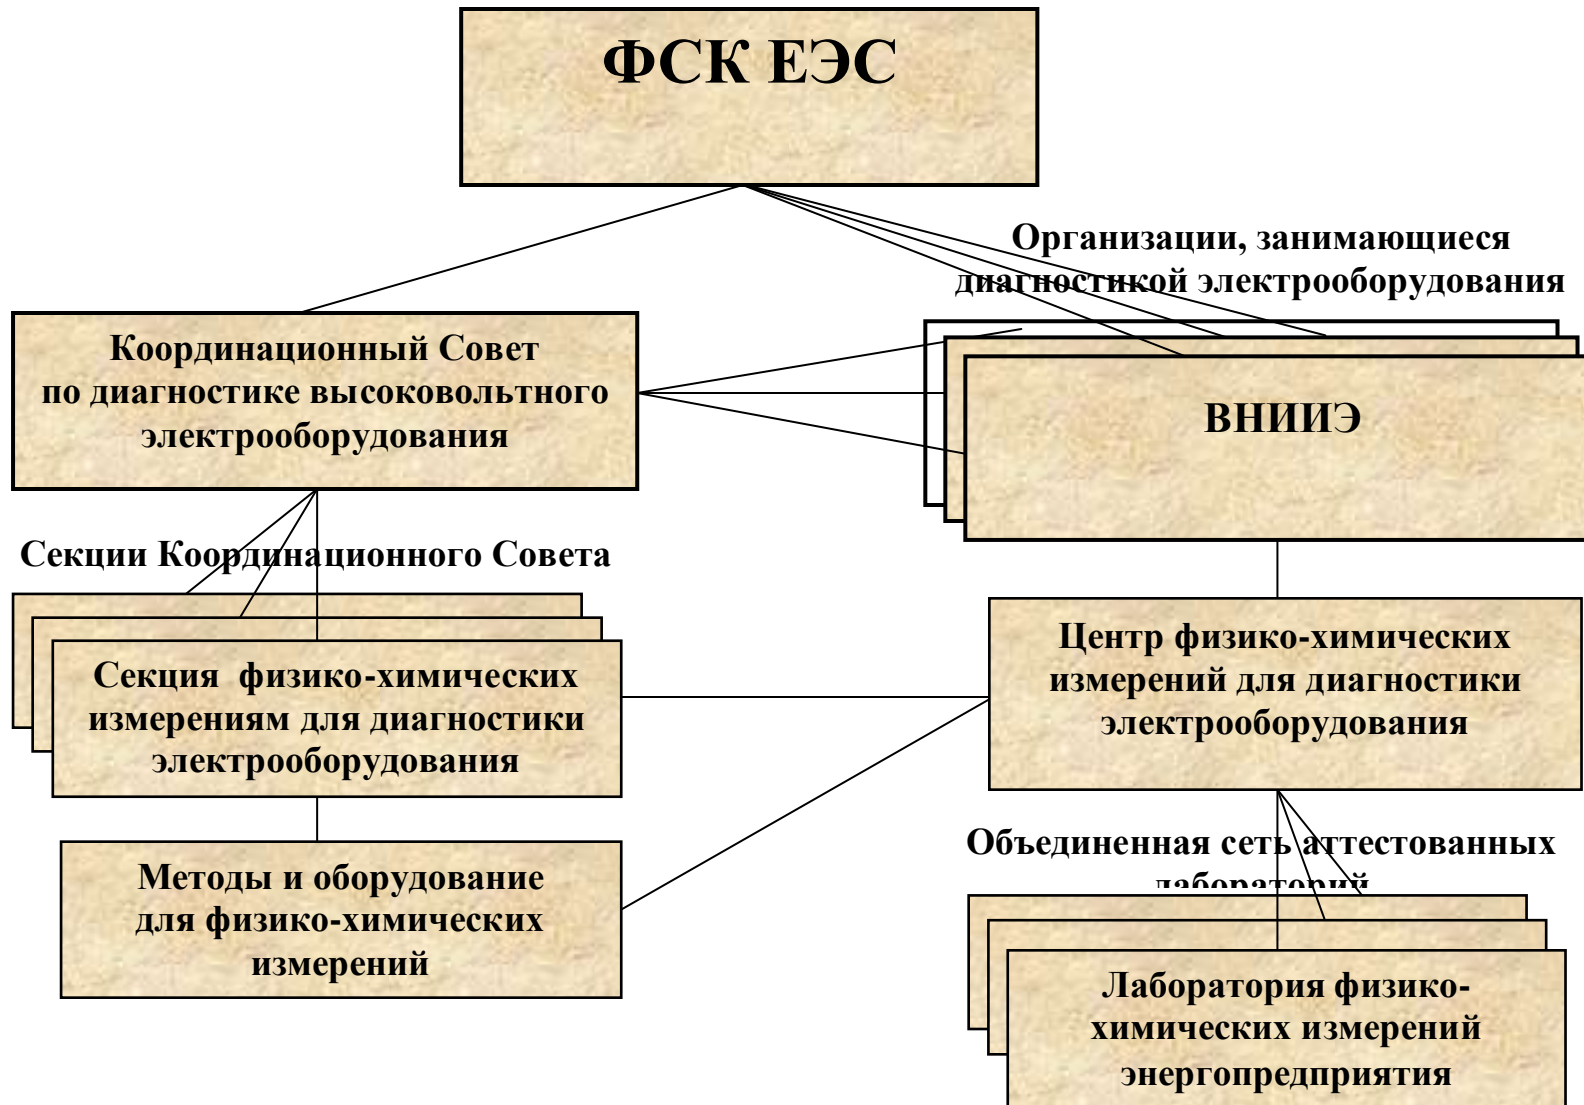 ФСК ЕЭС
Организации, занимающиеся
диагностикой электрооборудования
Координационный Совет
по диагностике высоковольтного
электрооборудования
ВНИИЭ
Секции Координационного Совета
Секция физико-химических
измерениям для диагностики
электрооборудования
Центр физико-химических
измерений для диагностики
электрооборудования
Методы и оборудование
для физико-химических
измерений
Объединенная сеть аттестованных
лабораторий
Лаборатория физико-
химических измерений
энергопредприятия